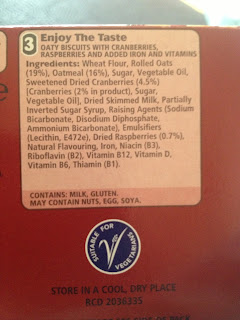 3 Enjoy The Taste
OATY BISCUITS WITH CRANBERRIES,
RASPBERRIES AND ADDED IRON AND VITAMINS
Ingredients: Wheat Flour, Rolled Oats
(19%), Oatmeal (16%), Sugar, Vegetable Oil,
Sweetened Dried Cranberries (4.5%)
[Cranberries (2% in product), Sugar,
Vegetable Oil], Dried Skimmed Milk, Partially
Inverted Sugar Syrup, Raising Agents (Sodium
Bicarbonate, Disodium Diphosphate,
Ammonium Bicarbonate), Emulsifiers
(Lecithin, E472e), Dried Raspberries (0.7%),
Natural Flavouring, Iron, Niacin (B3),
Riboflavin (B2), Vitamin B12, Vitamin D,
Vitamin B6, Thiamin (B1).
CONTAINS: MILK, GLUTEN.
MAY CONTAIN NUTS, EGG, SOYA.
SUITABLE FOR VEGETARIANS
V
STORE IN A COOL, DRY PLACE
RCD 2036335